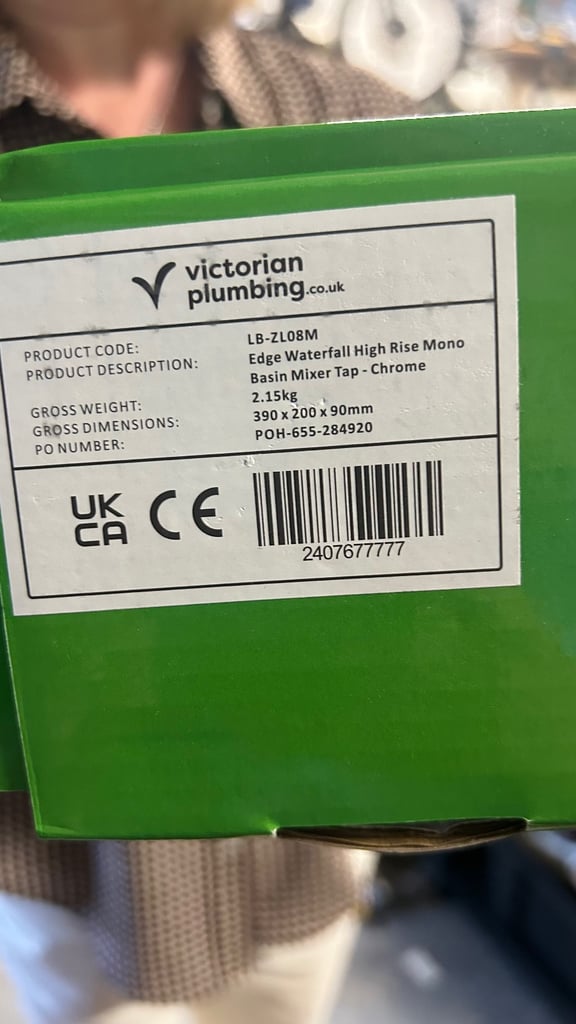 victorian
plumbing.co.uk
PRODUCT CODE: LB-ZL08M
PRODUCT DESCRIPTION: Edge Waterfall High Rise Mono
Basin Mixer Tap - Chrome
GROSS WEIGHT: 2.15kg
GROSS DIMENSIONS: 390 x 200 x 90mm
PO NUMBER: POH-655-284920
UK
CA CE
2407677777